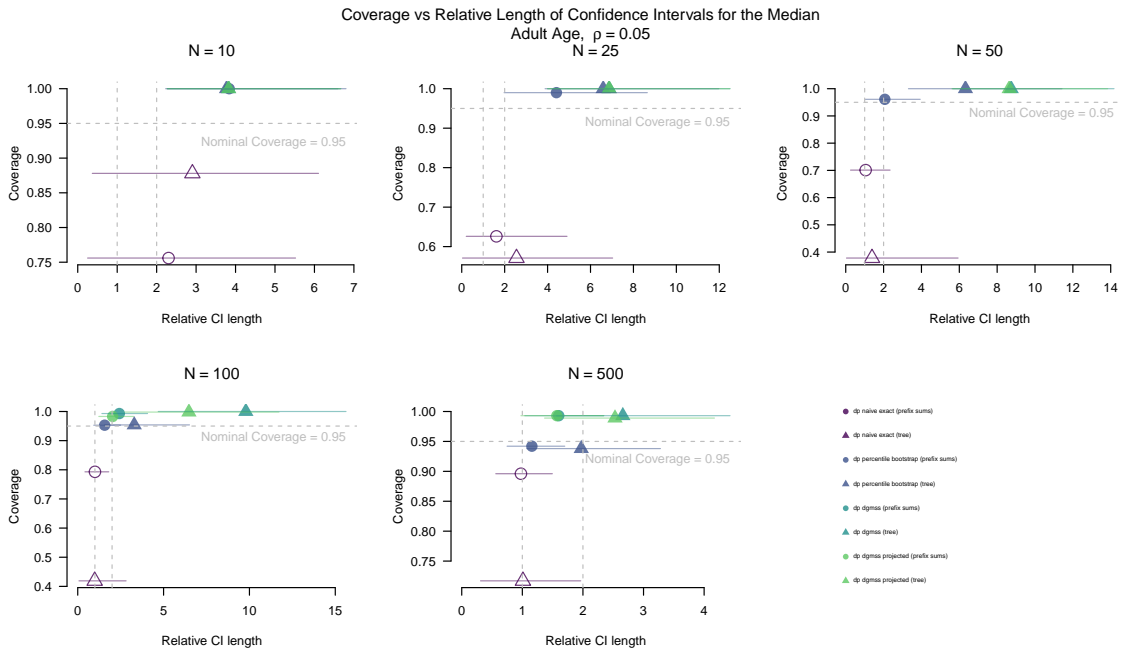 Coverage vs Relative Length of Confidence Intervals for the Median
Adult Age, ρ = 0.05
N = 10
N = 25
N = 50
1.00
0.95
0.90
0.85
0.80
0.75
Coverage
Nominal Coverage = 0.95
0 1 2 3 4 5 6 7
Relative CI length
1.0
0.9
0.8
0.7
0.6
Coverage
Nominal Coverage = 0.95
0 2 4 6 8 10 12
Relative CI length
1.0
0.9
0.8
0.7
0.6
0.5
0.4
Coverage
Nominal Coverage = 0.95
0 2 4 6 8 10 12 14
Relative CI length
N = 100
N = 500
1.0
0.9
0.8
0.7
0.6
0.5
0.4
Coverage
Nominal Coverage = 0.95
0 5 10 15
Relative CI length
1.00
0.95
0.90
0.85
0.80
0.75
Coverage
Nominal Coverage = 0.95
0 1 2 3 4
Relative CI length
dp naive exact (prefix sums)
dp naive exact (tree)
dp percentile bootstrap (prefix sums)
dp percentile bootstrap (tree)
dp dgmss (prefix sums)
dp dgmss (tree)
dp dgmss projected (prefix sums)
dp dgmss projected (tree)